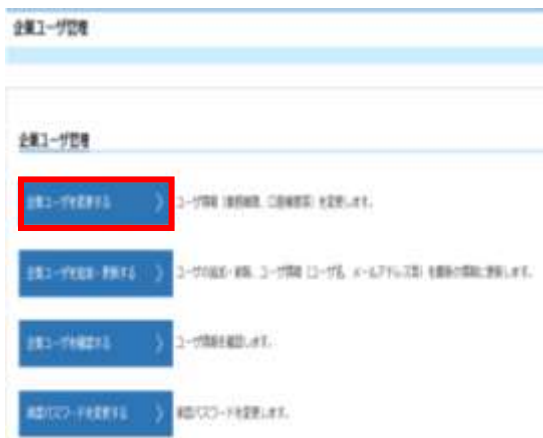 企業ユーザ管理
企業ユーザ管理
企業ユーザを変更する
ユーザ情報 (業務権限、口座権限等) を変更します。
企業ユーザを追加・更新する
ユーザの追加・削除、ユーザ情報 (ユーザ名、メールアドレス等) を最新の情報に更新します。
企業ユーザを確認する
ユーザ情報を確認します。
確認パスワードを変更する
確認パスワードを変更します。